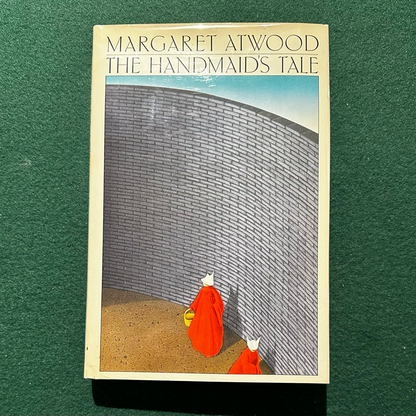 MARGARET ATWOOD
THE HANDMAID'S TALE